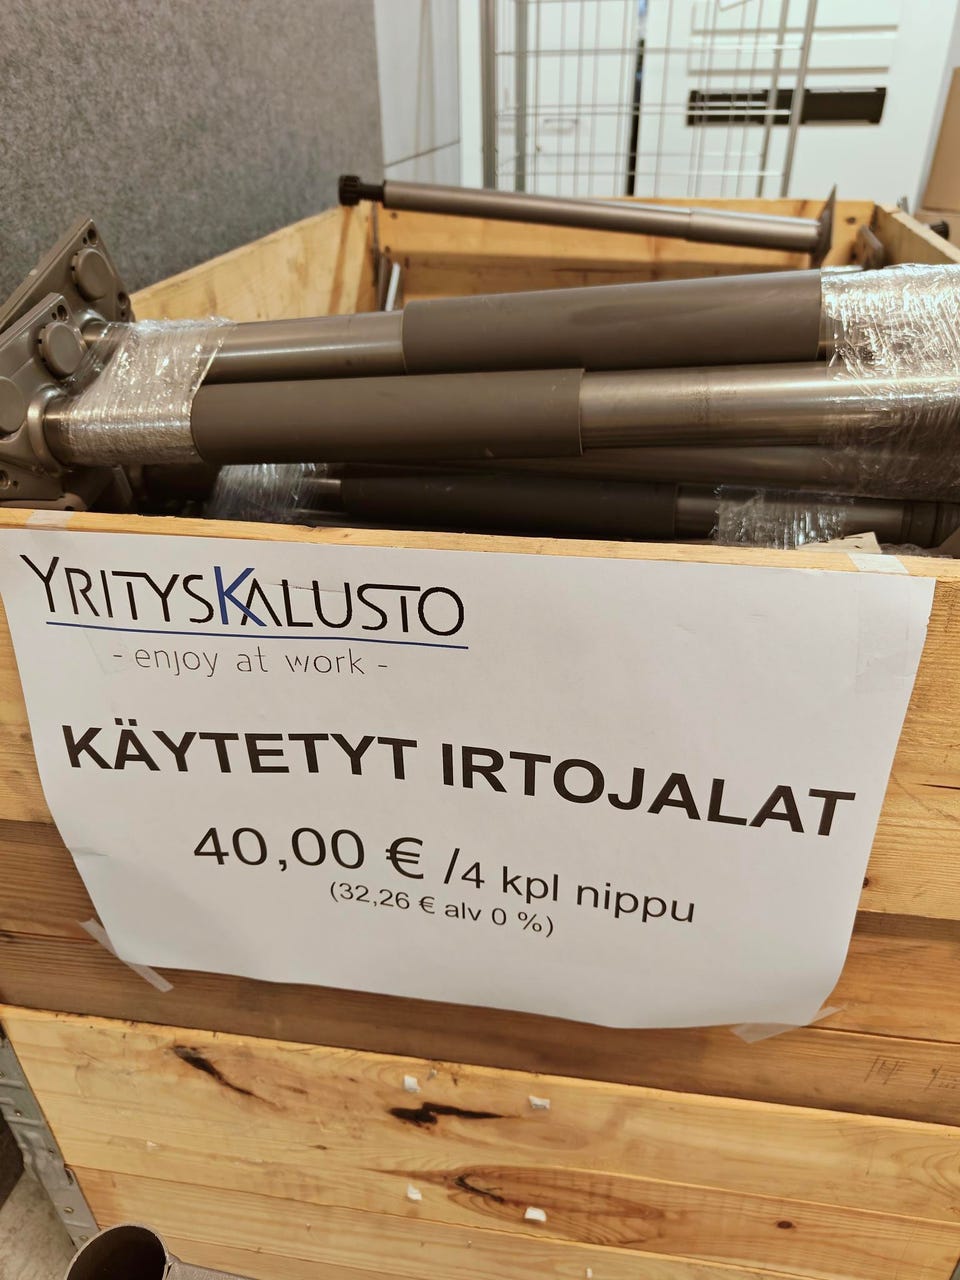 YRITYSKALUSTO
- enjoy at work -
KÄYTETYT IRTOJALAT
40,00 € /4 kpl nippu
(32,26 € alv 0 %)